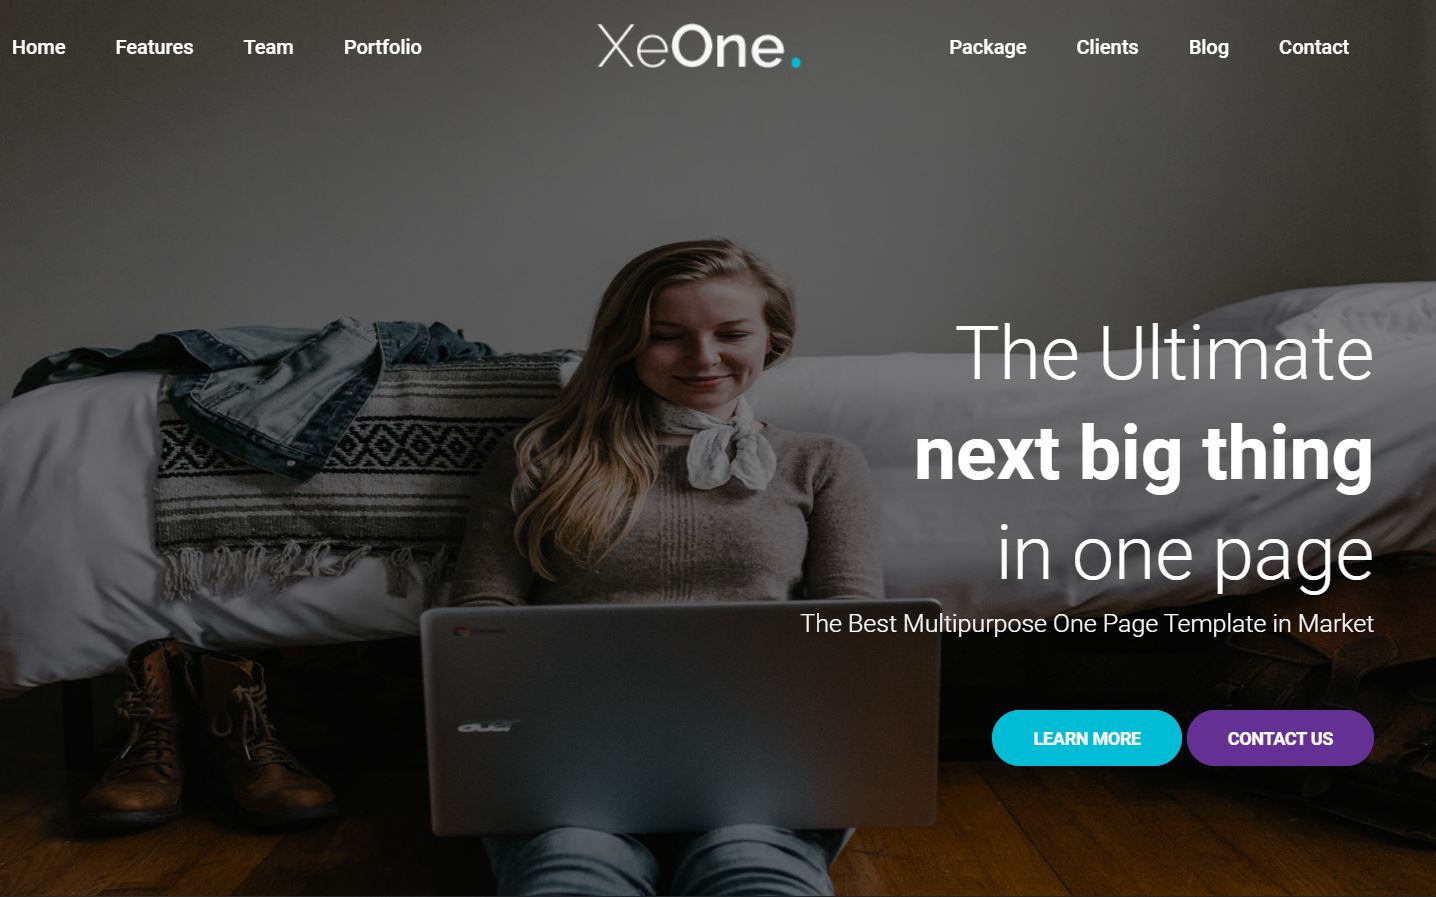 Home Features Team Portfolio XeOne. Package Clients Blog Contact
The Ultimate
next big thing
in one page
The Best Multipurpose One Page Template in Market
LEARN MORE CONTACT US
acer